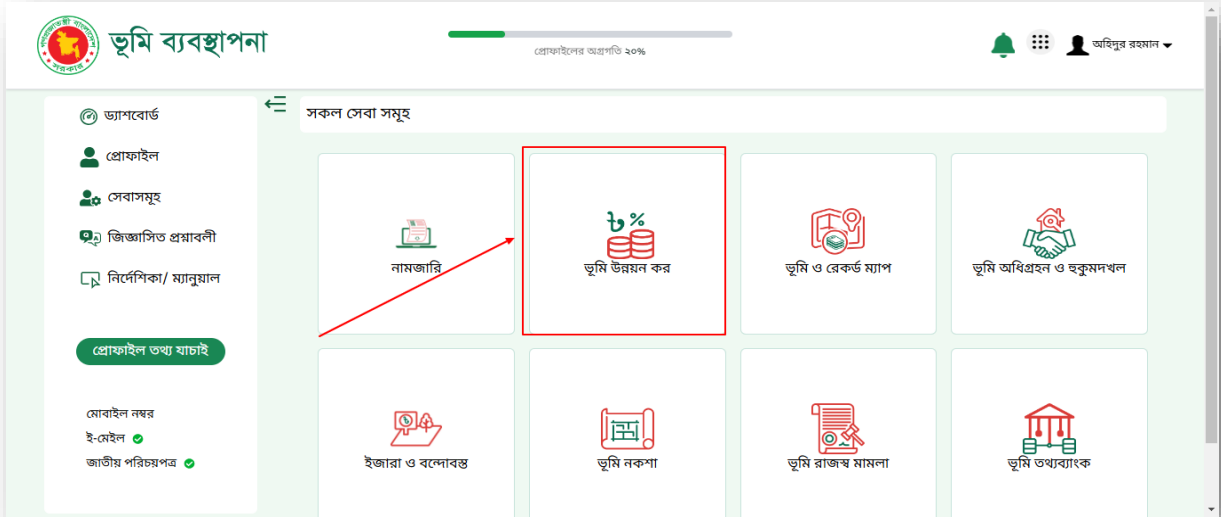 ভূমি ব্যবস্থাপনা
প্রোফাইলের অগ্রগতি ২০%
অহিদুর রহমান
ড্যাশবোর্ড
প্রোফাইল
সেবাসমূহ
জিজ্ঞাসিত প্রশ্নাবলী
নির্দেশিকা/ ম্যানুয়াল
প্রোফাইল তথ্য যাচাই
মোবাইল নম্বর
ই-মেইল
জাতীয় পরিচয়পত্র
সকল সেবা সমূহ
নামজারি
ভূমি উন্নয়ন কর
ভূমি ও রেকর্ড ম্যাপ
ভূমি অধিগ্রহন ও হুকুমদখল
ইজারা ও বন্দোবস্ত
ভূমি নকশা
ভূমি রাজস্ব মামলা
ভূমি তথ্যব্যাংক